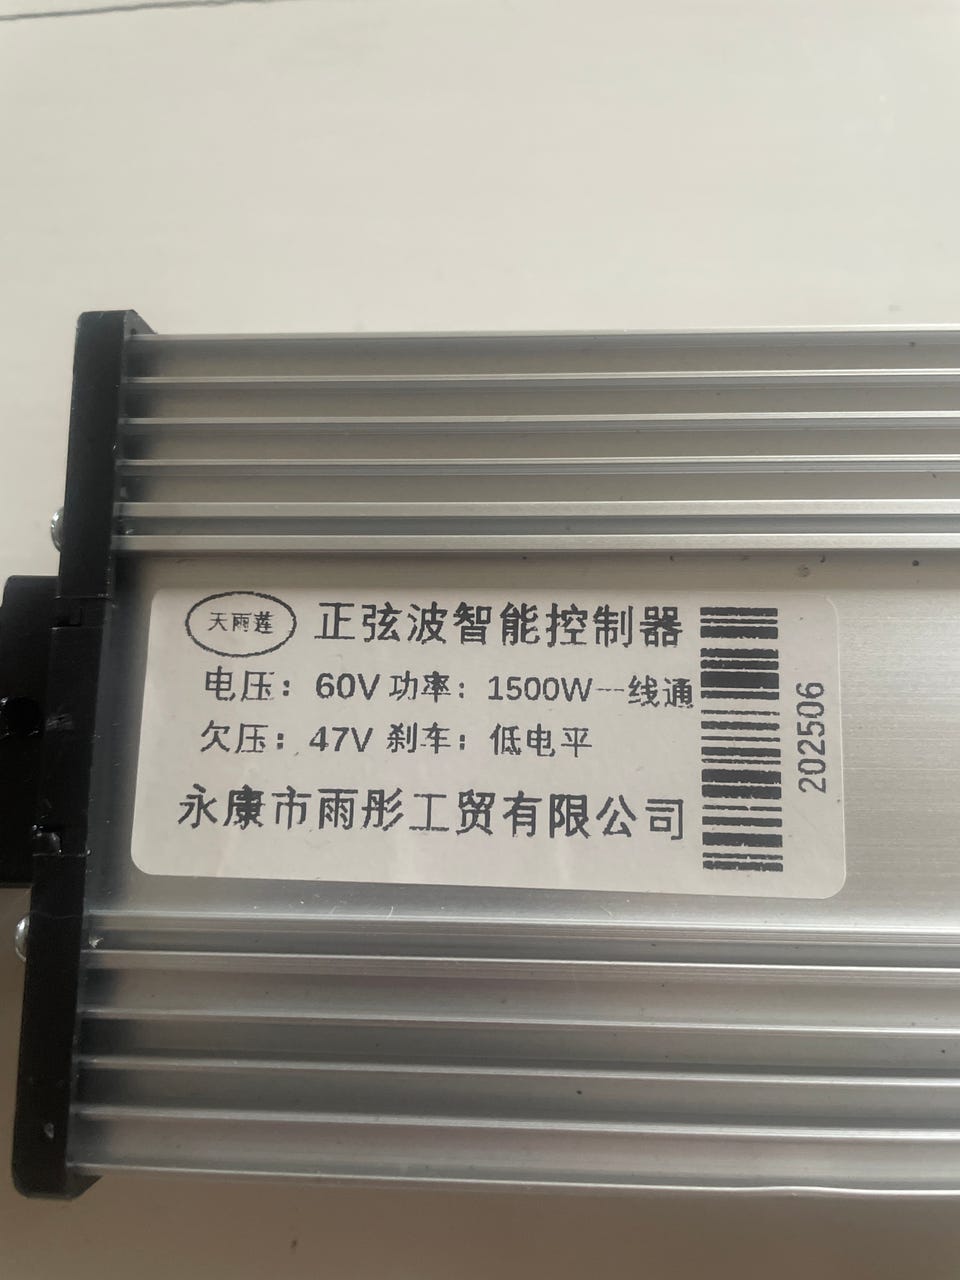 天雨莲 正弦波智能控制器
电压：60V 功率：1500W一线通
欠压：47V 刹车：低电平
永康市雨彤工贸有限公司
202506